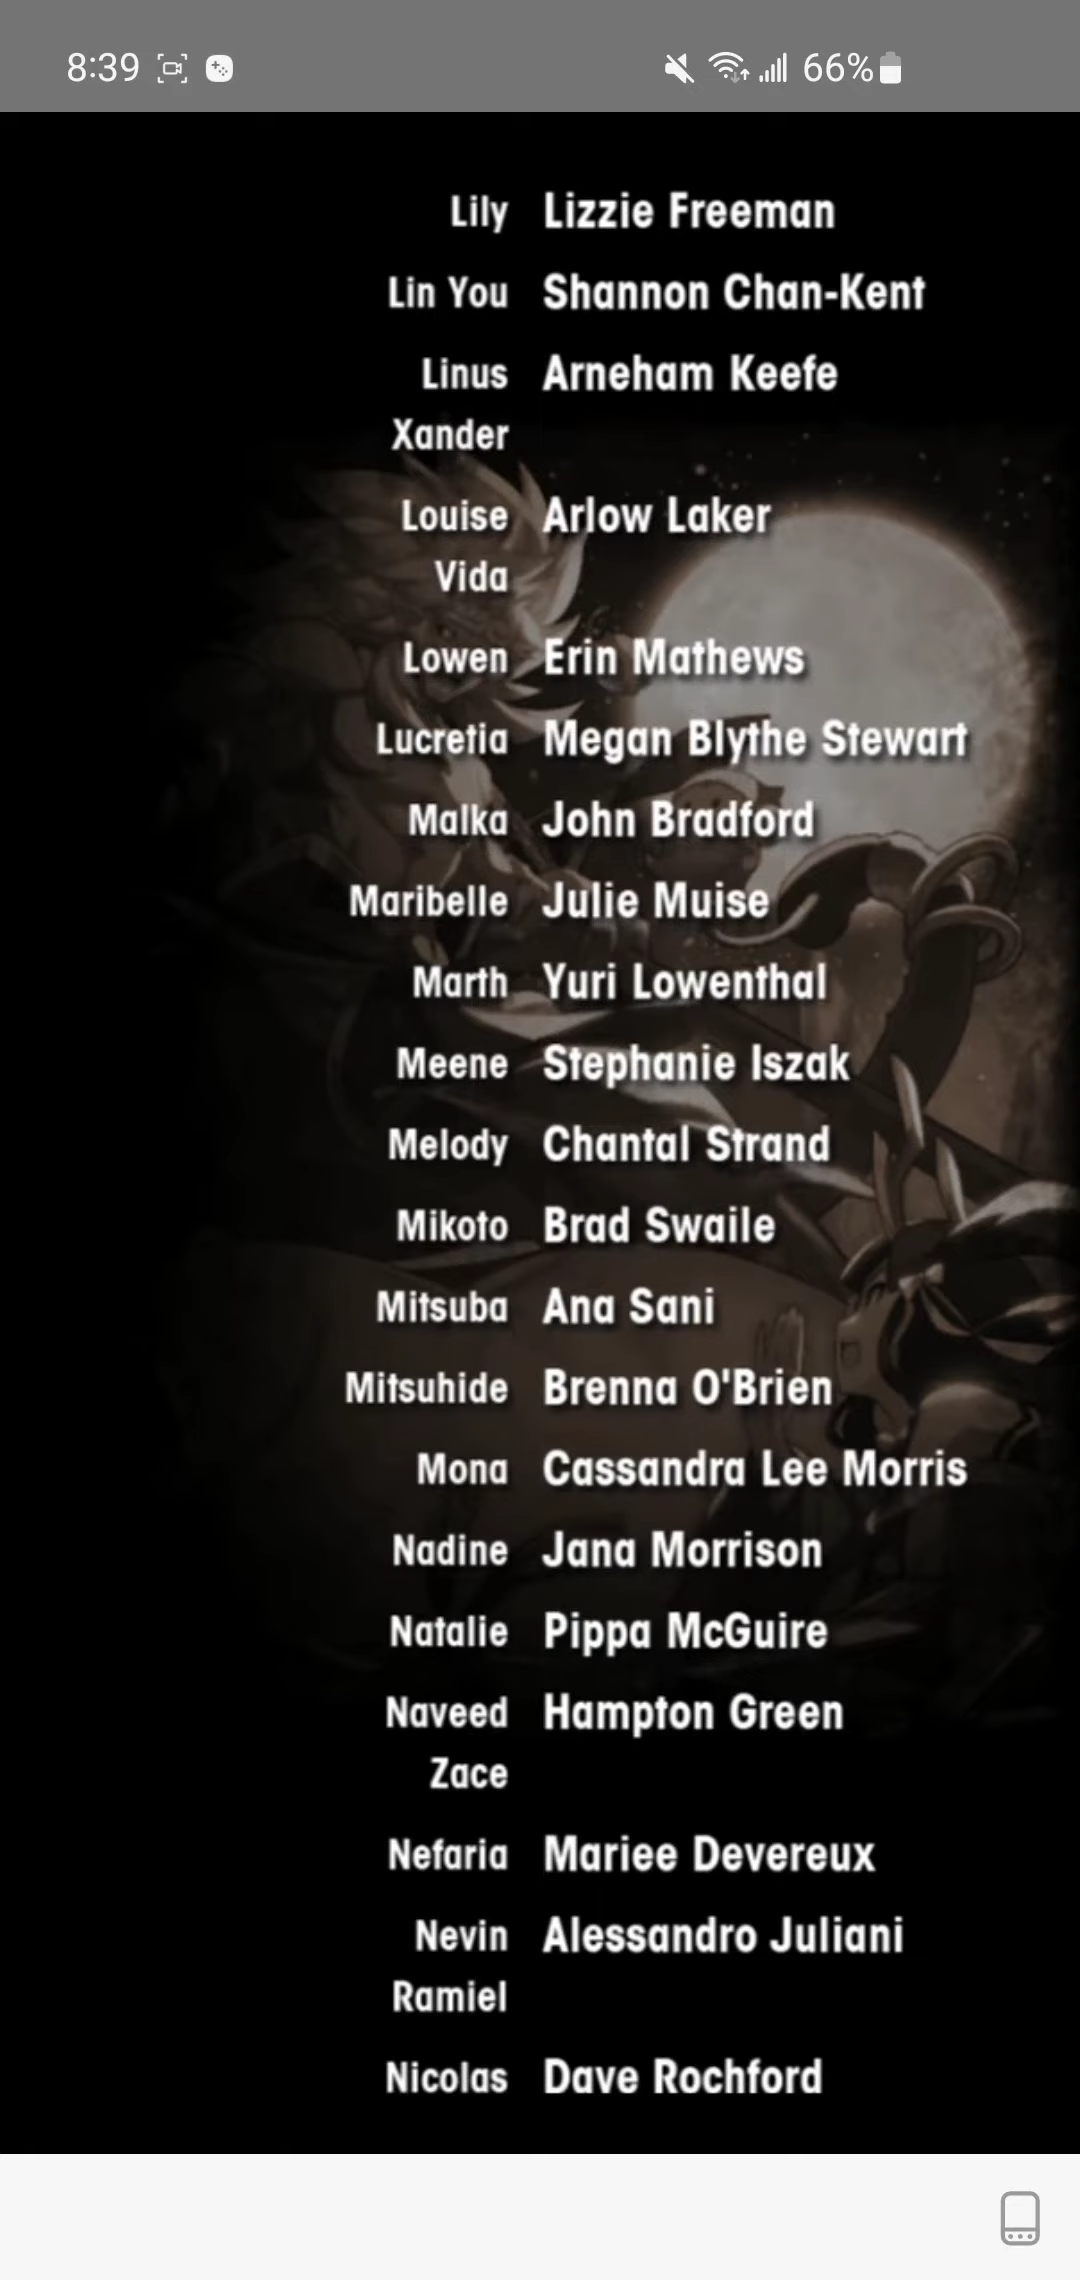 8:39 66%
Lily Lizzie Freeman
Lin You Shannon Chan-Kent
Linus Arneham Keefe
Xander
Louise Arlow Laker
Vida
Lowen Erin Mathews
Lucretia Megan Blythe Stewart
Malka John Bradford
Maribelle Julie Muise
Marth Yuri Lowenthal
Meene Stephanie Iszak
Melody Chantal Strand
Mikoto Brad Swaile
Mitsuba Ana Sani
Mitsuhide Brenna O'Brien
Mona Cassandra Lee Morris
Nadine Jana Morrison
Natalie Pippa McGuire
Naveed Hampton Green
Zace
Nefaria Mariee Devereux
Nevin Alessandro Juliani
Ramiel
Nicolas Dave Rochford